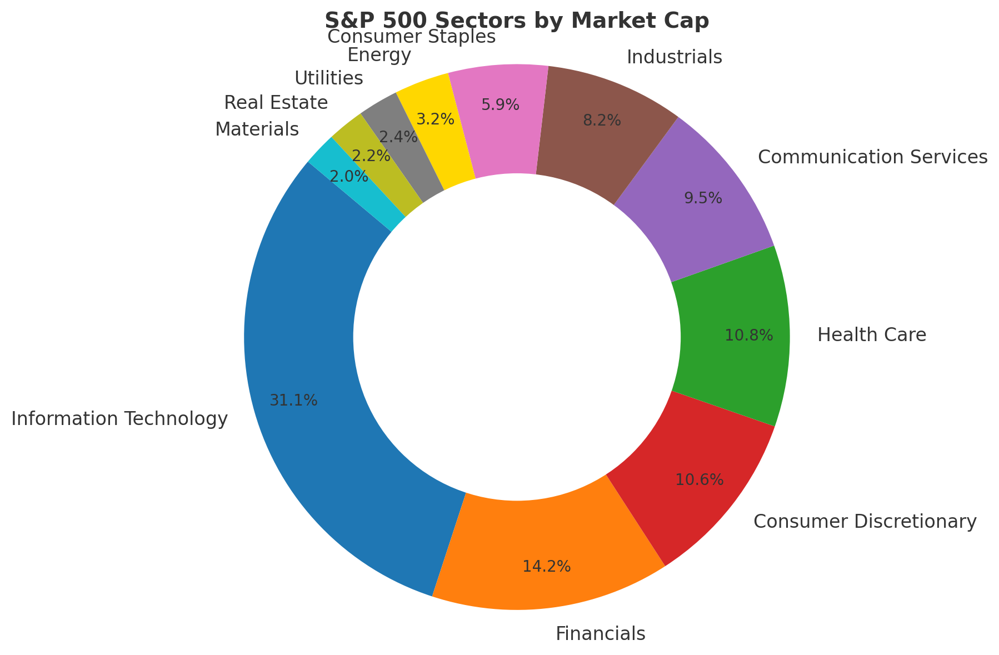 S&P 500 Sectors by Market Cap
Consumer Staples
Energy
Industrials
Utilities
Real Estate
Materials
5.9%
3.2%
8.2%
2.4%
2.2%
2.0%
Communication Services
9.5%
10.8%
Health Care
31.1%
Information Technology
10.6%
Consumer Discretionary
14.2%
Financials